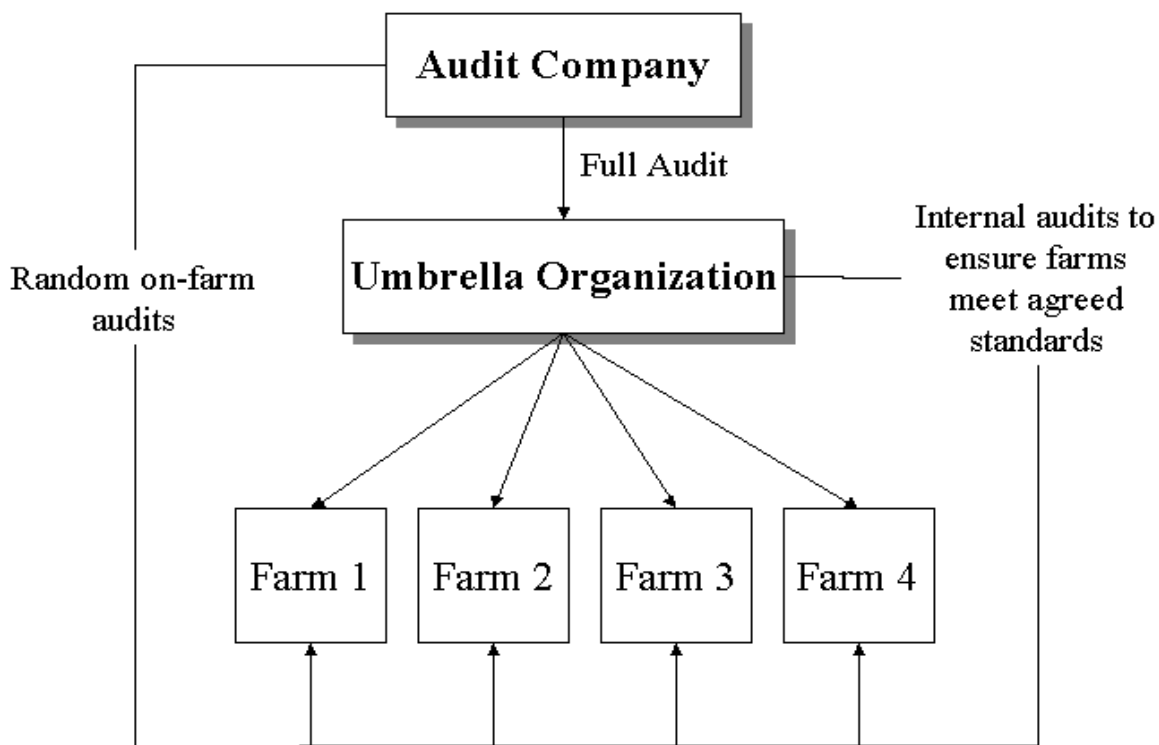 Audit Company
Full Audit
Umbrella Organization
Internal audits to
ensure farms
meet agreed
standards
Random on-farm
audits
Farm 1
Farm 2
Farm 3
Farm 4